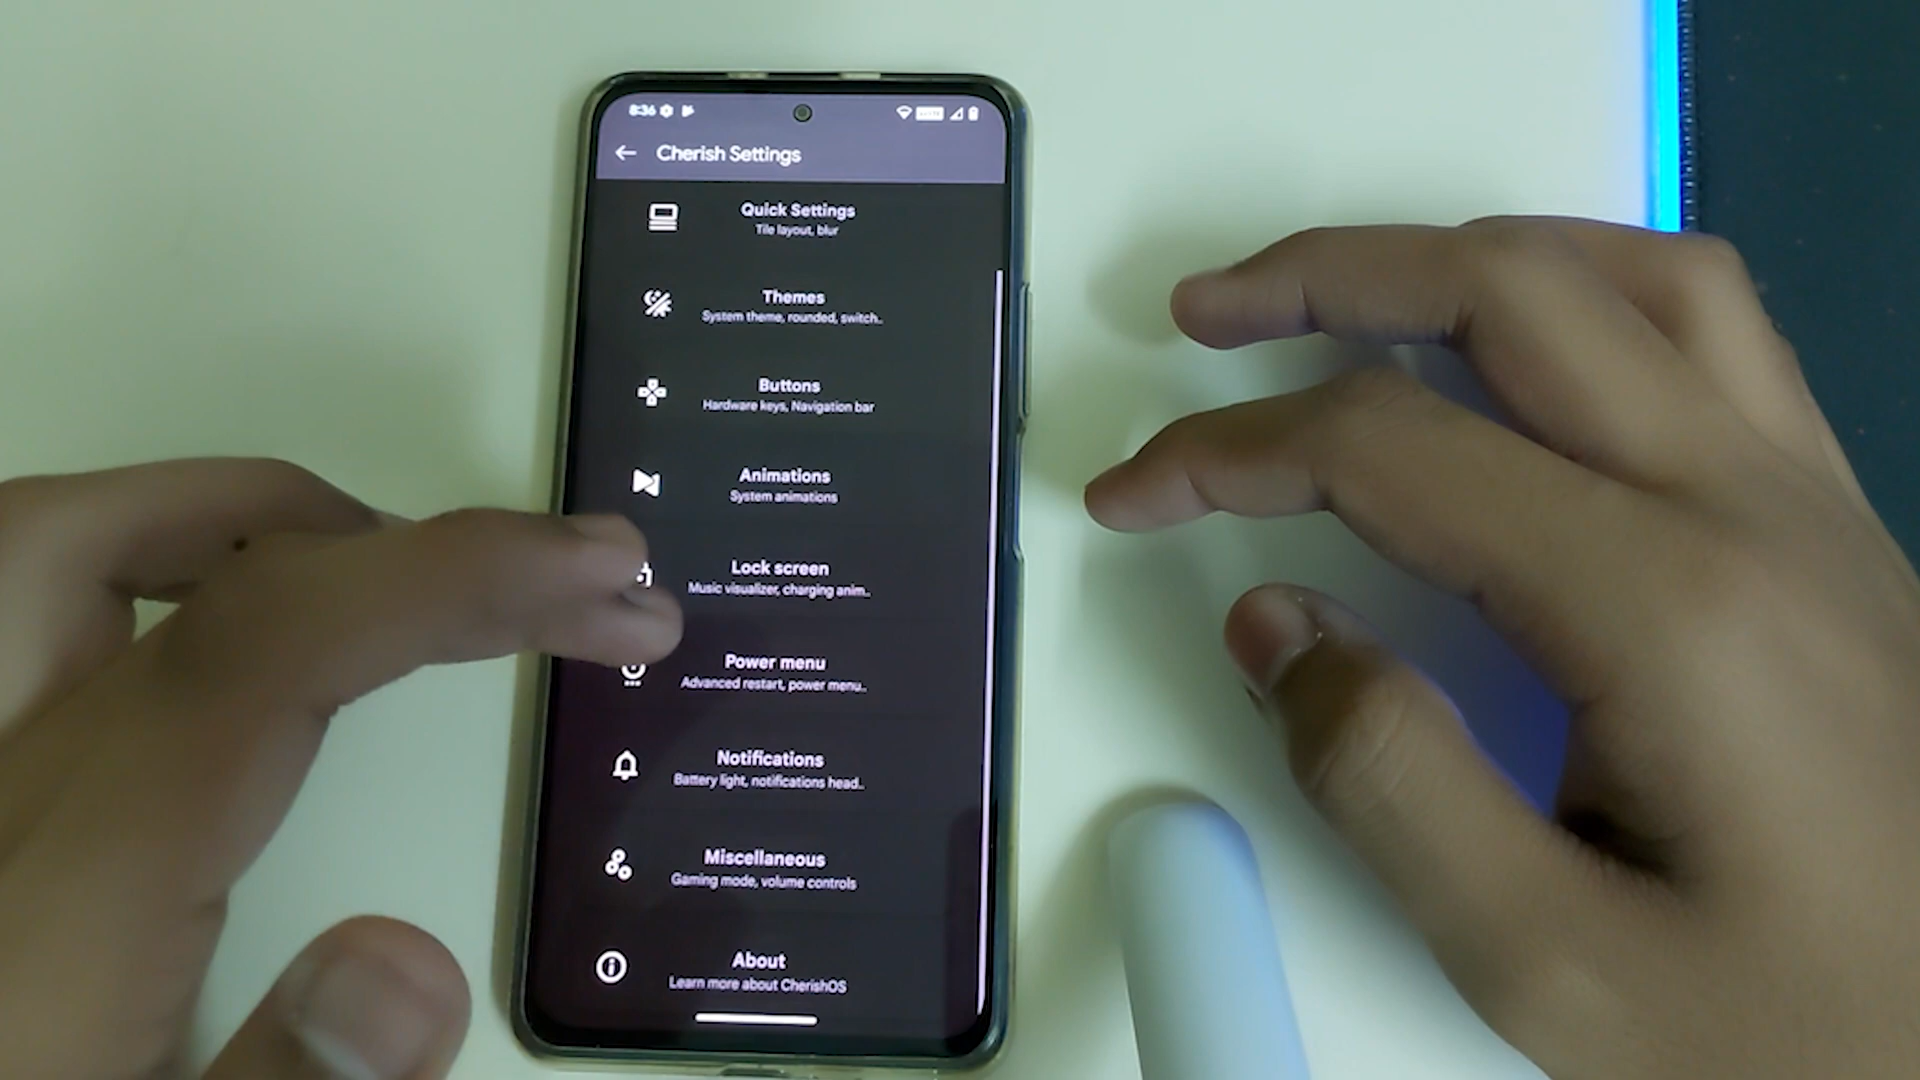 8:36
Cherish Settings
Quick Settings
Tile layout, blur
Themes
System theme, rounded, switch..
Buttons
Hardware keys, Navigation bar
Animations
System animations
Lock screen
Music visualizer, charging anim..
Power menu
Advanced restart, power menu..
Notifications
Battery light, notifications head..
Miscellaneous
Gaming mode, volume controls
About
Learn more about CherishOS